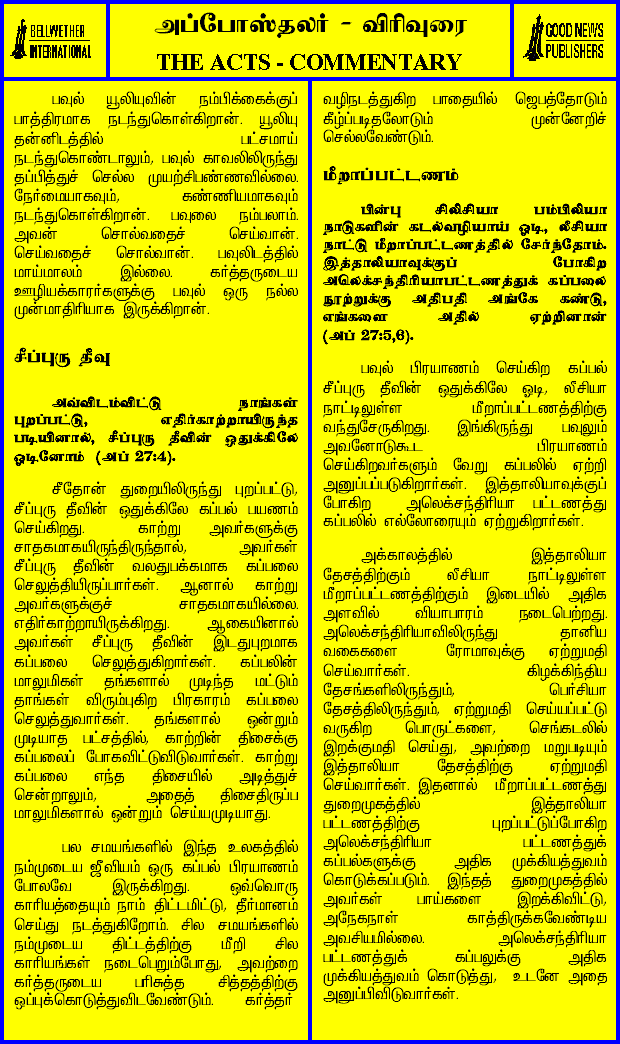 BELLWETHER
INTERNATIONAL
அப்போஸ்தலர் - விரிவுரை
THE ACTS - COMMENTARY
GOOD NEWS
PUBLISHERS
பவுல் யூலியுவின் நம்பிக்கைக்குப்
பாத்திரமாக நடந்துகொள்கிறான். யூலியு
தன்னிடத்தில் பட்சமாய்
நடந்துகொண்டாலும், பவுல் காவலிலிருந்து
தப்பித்துச் செல்ல முயற்சிபண்ணவில்லை.
நேர்மையாகவும், கண்ணியமாகவும்
நடந்துகொள்கிறான். பவுலை நம்பலாம்.
அவன் சொல்வதைச் செய்வான்.
செய்வதைச் சொல்வான். பவுலிடத்தில்
மாய்மாலம் இல்லை. கர்த்தருடைய
ஊழியக்காரர்களுக்கு பவுல் ஒரு நல்ல
முன்மாதிரியாக இருக்கிறான்.
சீப்புரு தீவு
அவ்விடம்விட்டு நாங்கள்
புறப்பட்டு, எதிர்காற்றாயிருந்த
படியினால், சீப்புரு தீவின் ஒதுக்கிலே
ஓடினோம் (அப் 27:4).
சீதோன் துறையிலிருந்து புறப்பட்டு,
சீப்புரு தீவின் ஒதுக்கிலே கப்பல் பயணம்
செய்கிறது. காற்று அவர்களுக்கு
சாதகமாகயிருந்திருந்தால், அவர்கள்
சீப்புரு தீவின் வலதுபக்கமாக கப்பலை
செலுத்தியிருப்பார்கள். ஆனால் காற்று
அவர்களுக்குச் சாதகமாகயில்லை.
எதிர்காற்றாயிருக்கிறது. ஆகையினால்
அவர்கள் சீப்புரு தீவின் இடதுபுறமாக
கப்பலை செலுத்துகிறார்கள். கப்பலின்
மாலுமிகள் தங்களால் முடிந்த மட்டும்
தாங்கள் விரும்புகிற பிரகாரம் கப்பலை
செலுத்துவார்கள். தங்களால் ஒன்றும்
முடியாத பட்சத்தில், காற்றின் திசைக்கு
கப்பலைப் போகவிட்டுவிடுவார்கள். காற்று
கப்பலை எந்த திசையில் அடித்துச்
சென்றாலும், அதைத் திசைதிருப்ப
மாலுமிகளால் ஒன்றும் செய்யமுடியாது.
பல சமயங்களில் இந்த உலகத்தில்
நம்முடைய ஜீவியம் ஒரு கப்பல் பிரயாணம்
போலவே இருக்கிறது. ஒவ்வொரு
காரியத்தையும் நாம் திட்டமிட்டு, தீர்மானம்
செய்து நடத்துகிறோம். சில சமயங்களில்
நம்முடைய திட்டத்திற்கு மீறி சில
காரியங்கள் நடைபெறும்போது, அவற்றை
கர்த்தருடைய பரிசுத்த சித்தத்திற்கு
ஒப்புக்கொடுத்துவிடவேண்டும். கர்த்தர்
வழிநடத்துகிற பாதையில் ஜெபத்தோடும்
கீழ்ப்படிதலோடும் முன்னேறிச்
செல்லவேண்டும்.
மீறாப்பட்டணம்
பின்பு சிலிசியா பம்பிலியா
நாடுகளின் கடல்வழியாய் ஓடி, லீசியா
நாட்டு மீறாப்பட்டணத்தில் சேர்ந்தோம்.
இத்தாலியாவுக்குப் போகிற
அலெக்சந்திரியாபட்டணத்துக் கப்பலை
நூற்றுக்கு அதிபதி அங்கே கண்டு,
எங்களை அதில் ஏற்றினான்
(அப் 27:5,6).
பவுல் பிரயாணம் செய்கிற கப்பல்
சீப்புரு தீவின் ஒதுக்கிலே ஓடி, லீசியா
நாட்டிலுள்ள மீறாப்பட்டணத்திற்கு
வந்துசேருகிறது. இங்கிருந்து பவுலும்
அவனோடுகூட பிரயாணம்
செய்கிறவர்களும் வேறு கப்பலில் ஏற்றி
அனுப்பப்படுகிறார்கள். இத்தாலியாவுக்குப்
போகிற அலெக்சந்திரியா பட்டணத்து
கப்பலில் எல்லோரையும் ஏற்றுகிறார்கள்.
அக்காலத்தில் இத்தாலியா
தேசத்திற்கும் லீசியா நாட்டிலுள்ள
மீறாப்பட்டணத்திற்கும் இடையில் அதிக
அளவில் வியாபாரம் நடைபெற்றது.
அலெக்சந்திரியாவிலிருந்து தானிய
வகைகளை ரோமாவுக்கு ஏற்றுமதி
செய்வார்கள். கிழக்கிந்திய
தேசங்களிலிருந்தும், பெர்சியா
தேசத்திலிருந்தும், ஏற்றுமதி செய்யப்பட்டு
வருகிற பொருட்களை, செங்கடலில்
இறக்குமதி செய்து, அவற்றை மறுபடியும்
இத்தாலியா தேசத்திற்கு ஏற்றுமதி
செய்வார்கள். இதனால் மீறாப்பட்டணத்து
துறைமுகத்தில் இத்தாலியா
பட்டணத்திற்கு புறப்பட்டுப்போகிற
அலெக்சந்திரியா பட்டணத்துக்
கப்பல்களுக்கு அதிக முக்கியத்துவம்
கொடுக்கப்படும். இந்தத் துறைமுகத்தில்
அவர்கள் பாய்களை இறக்கிவிட்டு,
அநேகநாள் காத்திருக்கவேண்டிய
அவசியமில்லை. அலெக்சந்திரியா
பட்டணத்துக் கப்பலுக்கு அதிக
முக்கியத்துவம் கொடுத்து, உடனே அதை
அனுப்பிவிடுவார்கள்.